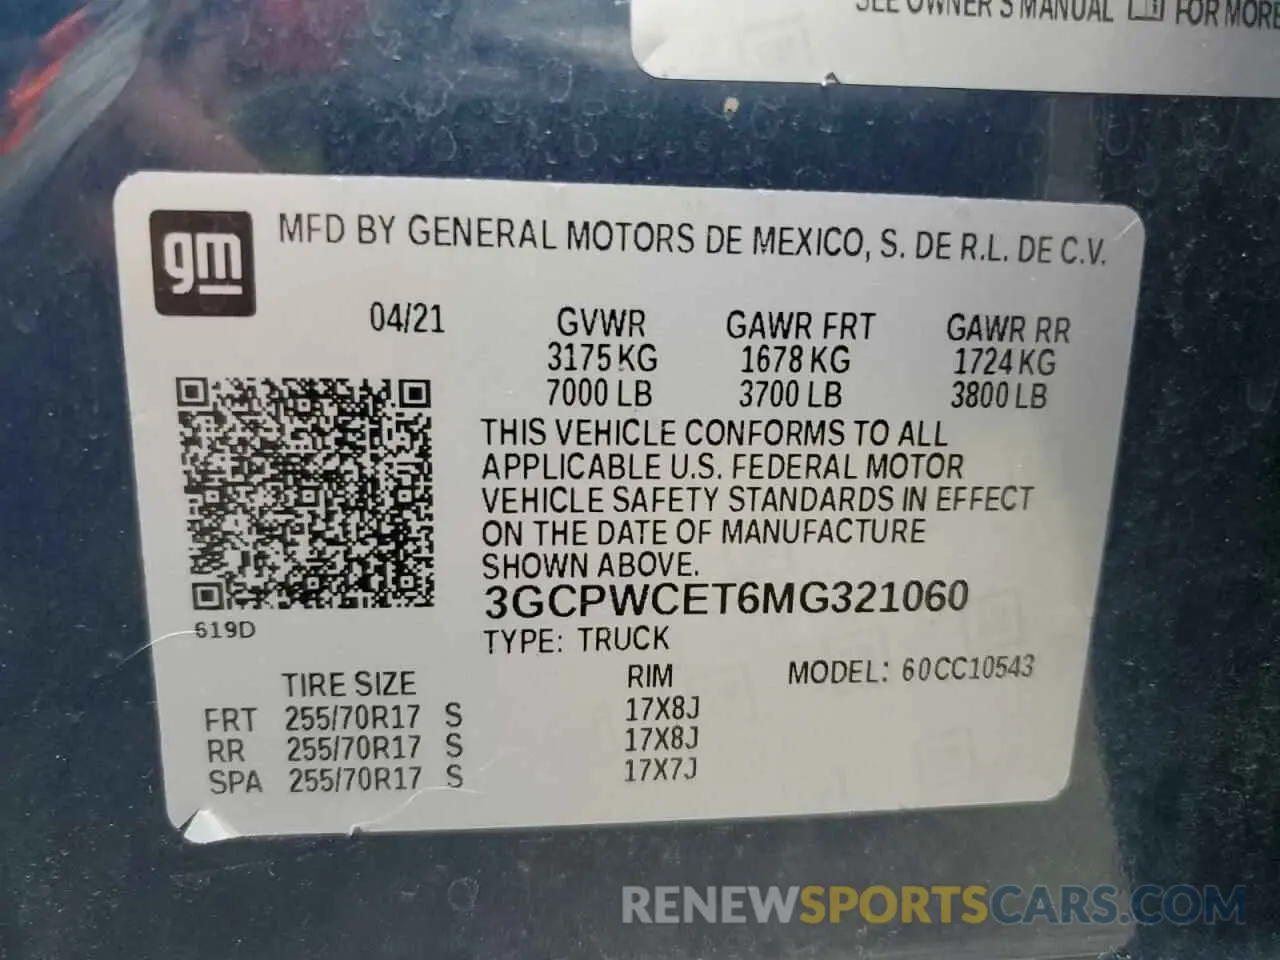 SEE OWNER'S MANUAL FOR MORE
gm
MFD BY GENERAL MOTORS DE MEXICO, S. DE R.L. DE C.V.
04/21 GVWR GAWR FRT GAWR RR
3175 KG 1678 KG 1724 KG
7000 LB 3700 LB 3800 LB
THIS VEHICLE CONFORMS TO ALL
APPLICABLE U.S. FEDERAL MOTOR
VEHICLE SAFETY STANDARDS IN EFFECT
ON THE DATE OF MANUFACTURE
SHOWN ABOVE.
3GCPWCET6MG321060
619D
TYPE: TRUCK
TIRE SIZE RIM MODEL: 60CC10543
FRT 255/70R17 S 17X8J
RR 255/70R17 S 17X8J
SPA 255/70R17 S 17X7J
RENEWSPORTSCARS.COM